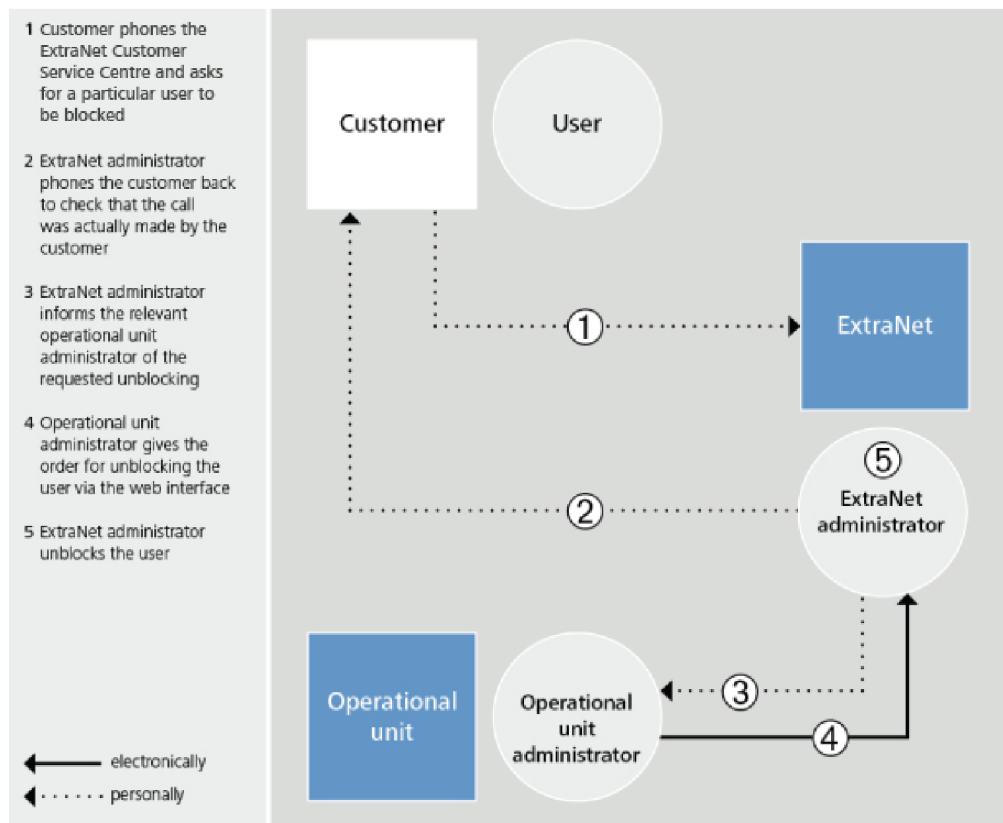 1 Customer phones the
ExtraNet Customer
Service Centre and asks
for a particular user to
be blocked
2 ExtraNet administrator
phones the customer back
to check that the call
was actually made by the
customer
3 ExtraNet administrator
informs the relevant
operational unit
administrator of the
requested unblocking
4 Operational unit
administrator gives the
order for unblocking the
user via the web interface
5 ExtraNet administrator
unblocks the user
electronically
personally
Customer
User
1
ExtraNet
2
5
ExtraNet
administrator
3
4
Operational
unit
Operational
unit
administrator